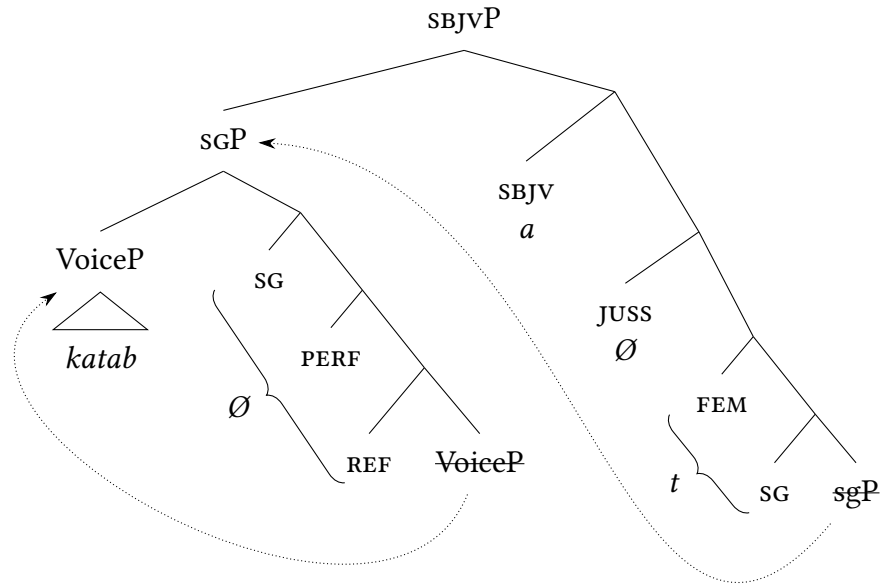 SBJVP
SGP
SBJV
a
VoiceP
SG
JUSS
Ø
katab
PERF
FEM
Ø
REF
VoiceP
t
SG
sgP